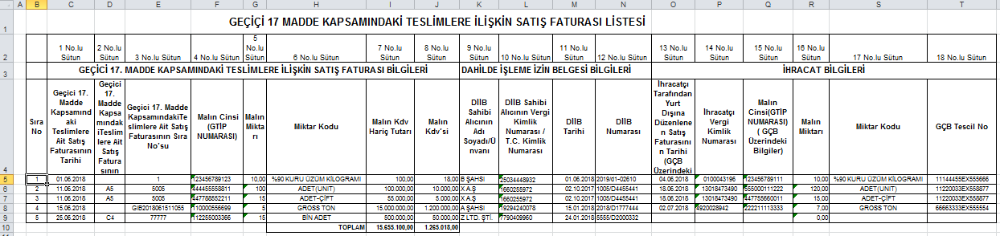 A B C D E F G H I J K L M N O P Q R S T
1
GEÇİÇİ 17 MADDE KAPSAMINDAKİ TESLİMLERE İLİŞKİN SATIŞ FATURASI LİSTESİ
2
1 No.lu Sütun 2 No.lu Sütun 3 No.lu Sütun 4 No.lu Sütun 5 No.lu Sütun 6 No.lu Sütun 7 No.lu Sütun 8 No.lu Sütun 9 No.lu Sütun 10 No.lu Sütun 11 No.lu Sütun 12 No.lu Sütun 13 No.lu Sütun 14 No.lu Sütun 15 No.lu Sütun 16 No.lu Sütun 17 No.lu Sütun 18 No.lu Sütun
3
GEÇİÇİ 17. MADDE KAPSAMINDAKİ TESLİMLERE İLİŞKİN SATIŞ FATURASI BİLGİLERİ DAHİLDE İŞLEME İZİN BELGESİ BİLGİLERİ İHRACAT BİLGİLERİ
4
Sıra No
Geçici 17. Madde Kapsamındaki Teslimlere Ait Satış Faturasının Tarihi
Geçici 17. Madde KapsamındakiTeslimlere Ait Satış Faturasının
Geçici 17. Madde KapsamındakiTeslimlere Ait Satış Faturasının Sıra No'su
Malın Cinsi (GTİP NUMARASI)
Malın Miktarı
Miktar Kodu
Malın Kdv Hariç Tutarı
Malın Kdv'si
DİİB Sahibi Alıcının Adı Soyadı/Ünvanı
DİİB Sahibi Alıcının Vergi Kimlik Numarası / T.C. Kimlik Numarası
DİİB Tarihi
DİİB Numarası
İhracatçı Tarafından Yurt Dışına Düzenlenen Satış Faturasının Tarihi (GÇB Üzerindeki
İhracatçı Vergi Kimlik Numarası
Malın Cinsi(GTİP NUMARASI) ( GÇB Üzerindeki Bilgiler)
Malın Miktarı
Miktar Kodu
GÇB Tescil No
5 1 01.06.2018 1 123456789123 10,00 %90 KURU ÜZÜM KİLOGRAMI 100,00 18,00 B ŞAHSI 25034448932 01.06.2018 2019/d1-02610 04.06.2018 0100043196 23456789111 10,00 %90 KURU ÜZÜM KİLOGRAMI 11144455EX555666
6 2 11.06.2018 A5 5005 444455558811 100 ADET(UNIT) 100.000,00 10.000,00 X A.Ş 1660255972 02.10.2017 1005/D4455441 18.06.2018 13018473490 555000111222 120,00 ADET(UNIT) 11220033EX558877
7 3 11.06.2018 A5 5005 447788552211 15 ADET-ÇİFT 55.000,00 5.000,00 X A.Ş 1660255972 02.10.2017 1005/D4455441 18.06.2018 13018473490 447755660011 15,00 ADET-ÇİFT 11220033EX558877
8 4 15.06.2018 GIB2018061511055 110000556699 5 GROSS TON 15.000.000,00 1.200.000,00 A ŞAHSI 19294240078 15.01.2018 2018/D1777444 02.07.2018 4920028942 222211113333 7,00 GROSS TON 66663333EX555554
9 5 25.06.2018 C4 77777 112255003366 15 BİN ADET 500.000,00 50.000,00 Z LTD. ŞTİ. 7790409960 24.01.2018 5555/D2000332 0,00
10 TOPLAM 15.655.100,00 1.265.018,00